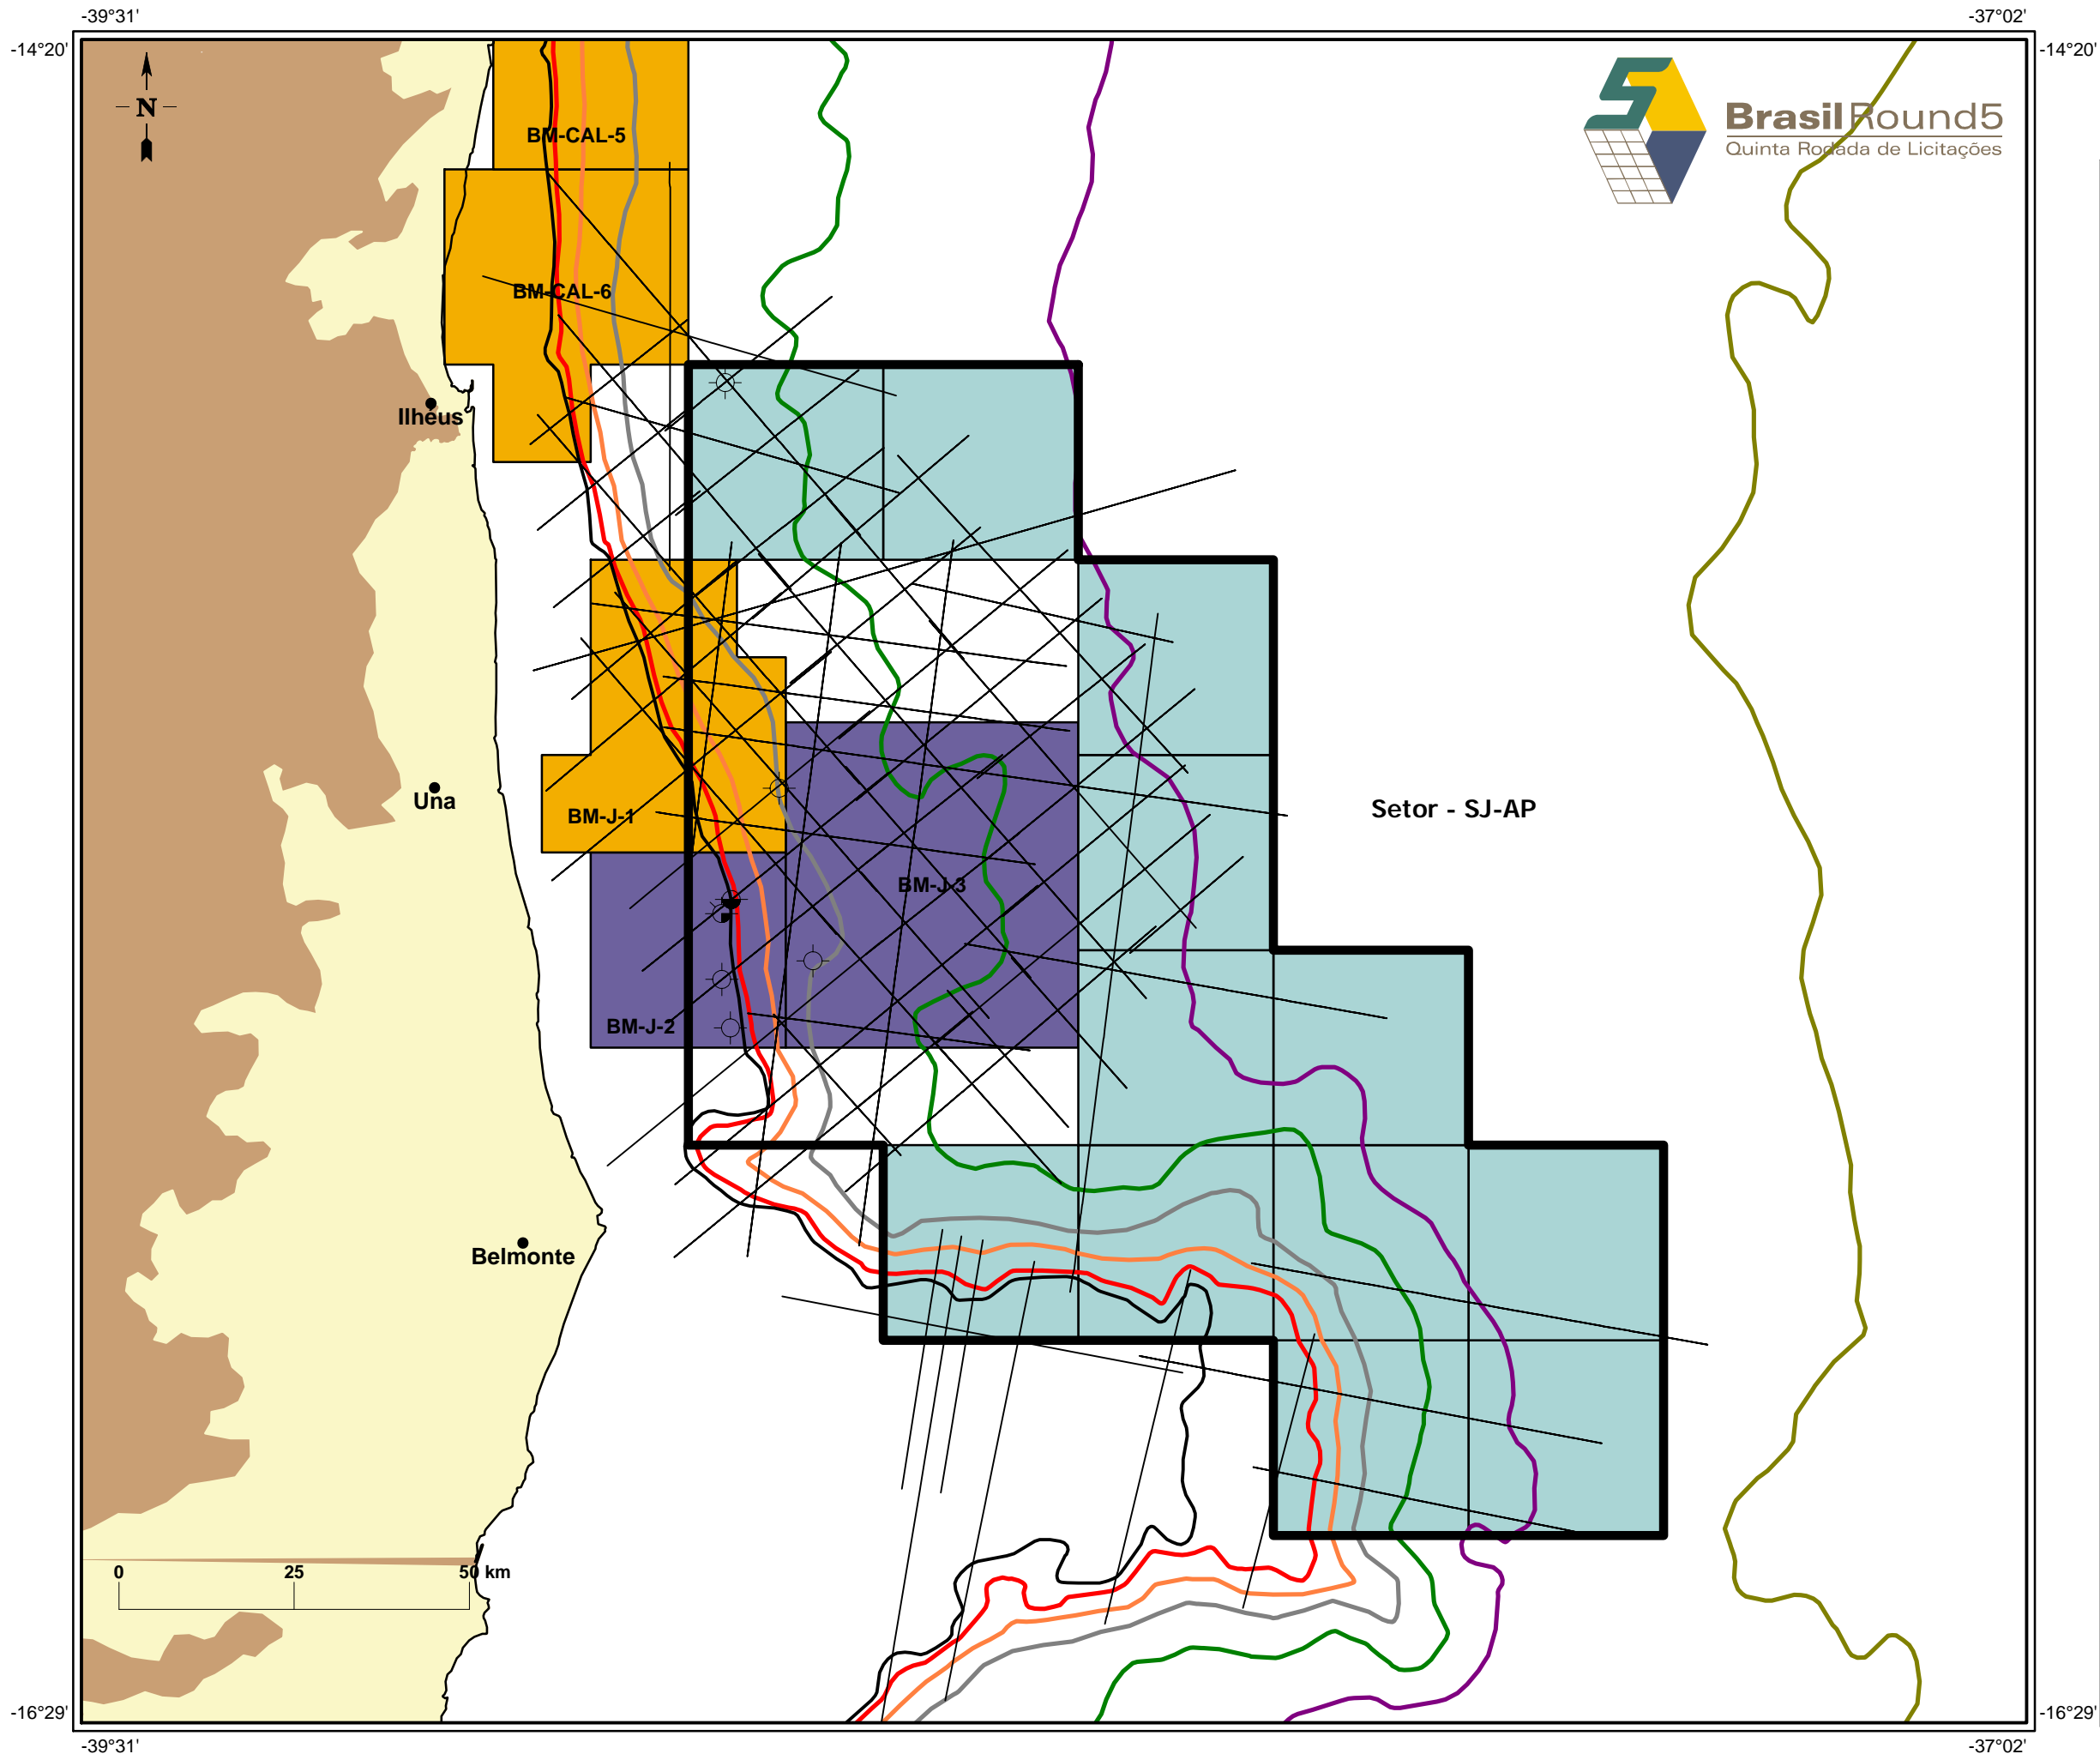 -39°31'
-37°02'
-14°20'
-14°20'
N
BrasilRound5
Quinta Rodada de Licitações
BM-CAL-5
BM-CAL-6
Ilhéus
Una
BM-J-1
Setor - SJ-AP
BM-J-3
BM-J-2
Belmonte
0 25 50 km
-16°29'
-16°29'
-39°31'
-37°02'